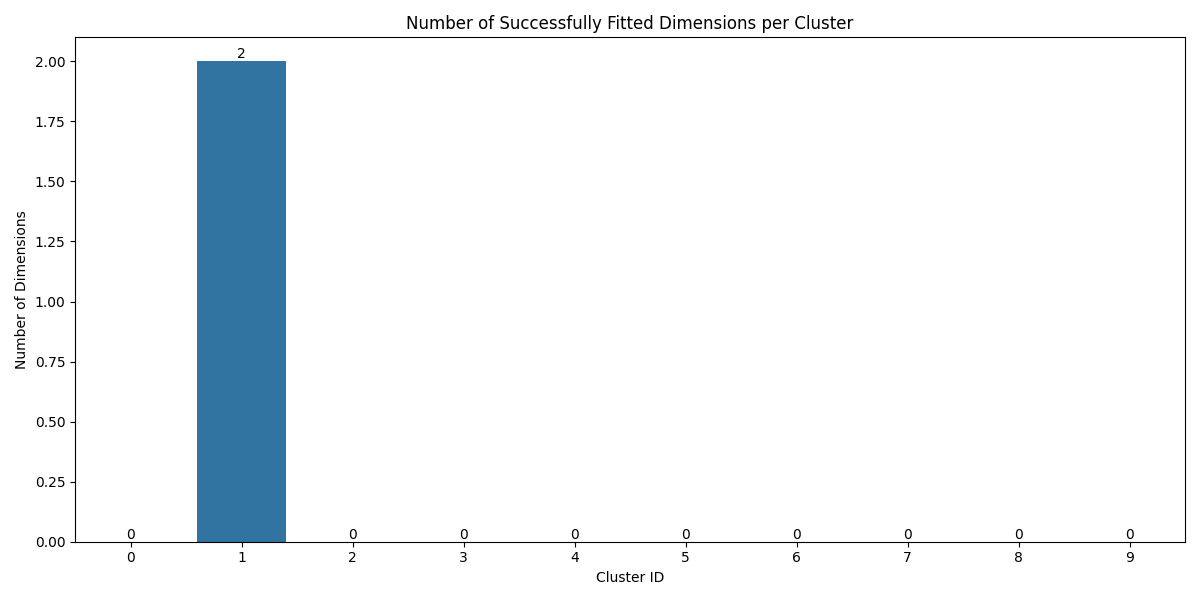 Number of Successfully Fitted Dimensions per Cluster
Number of Dimensions
2.00
1.75
1.50
1.25
1.00
0.75
0.50
0.25
0.00
0 2 0 0 0 0 0 0 0 0
0 1 2 3 4 5 6 7 8 9
Cluster ID